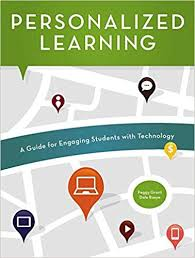 PERSONALIZED
LEARNING
A Guide for Engaging Students with Technology
$
Peggy Grant
Dale Basye